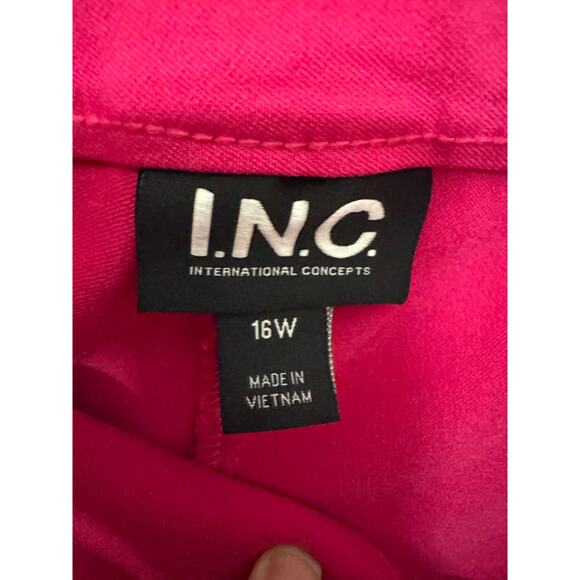 I.N.C.
INTERNATIONAL CONCEPTS
16W
MADE IN
VIETNAM